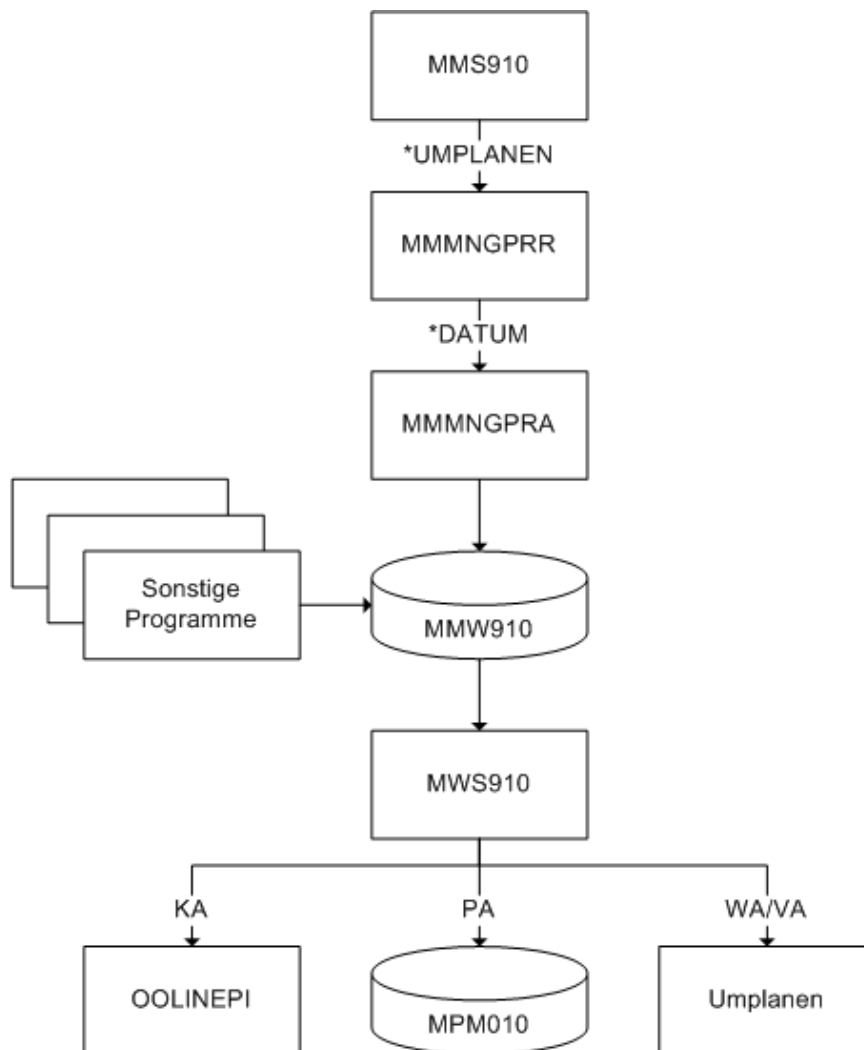 MMS910
*UMPLANEN
MMMNGPRR
*DATUM
MMMNGPRA
Sonstige
Programme
MMW910
MWS910
KA
PA
WA/VA
OOLINEPI
MPM010
Umplanen